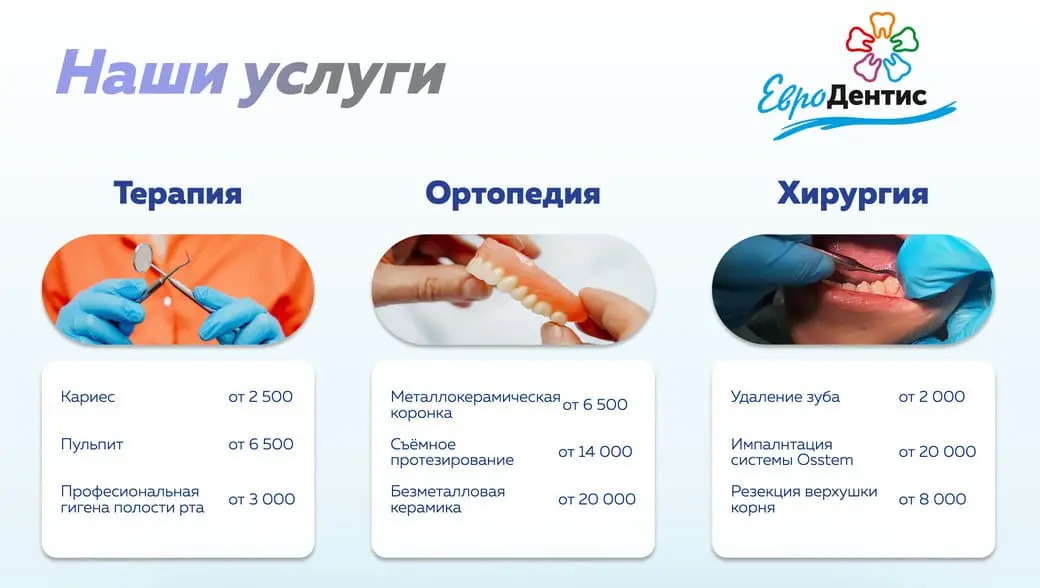 Наши услуги
ЕвроДентис
Терапия
Кариес от 2 500
Пульпит от 6 500
Професиональная
гигена полости рта от 3 000
Ортопедия
Металлокерамическая
коронка от 6 500
Съёмное
протезирование от 14 000
Безметалловая
керамика от 20 000
Хирургия
Удаление зуба от 2 000
Импалнтация
системы Osstem от 20 000
Резекция верхушки
корня от 8 000